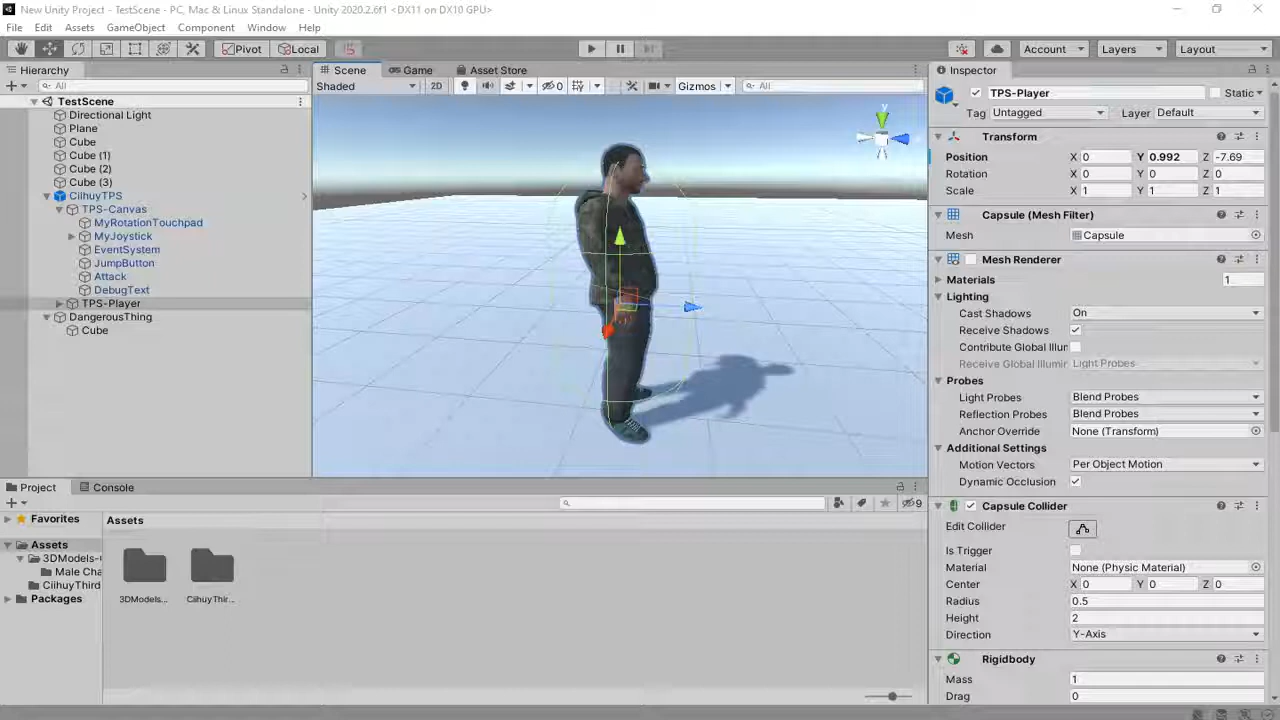 New Unity Project - TestScene - PC, Mac & Linux Standalone - Unity 2020.2.6f1 <DX11 on DX10 GPU>
File Edit Assets GameObject Component Window Help
Pivot Local Account Layers Layout
Hierarchy
All
TestScene
Directional Light
Plane
Cube
Cube (1)
Cube (2)
Cube (3)
CiihuyTPS
TPS-Canvas
MyRotationTouchpad
MyJoystick
EventSystem
JumpButton
Attack
DebugText
TPS-Player
DangerousThing
Cube
Scene Game Asset Store
Shaded 2D 0 Gizmos All
y
Inspector
TPS-Player Static
Tag Untagged Layer Default
Transform
Position X 0 Y 0.992 Z -7.69
Rotation X 0 Y 0 Z 0
Scale X 1 Y 1 Z 1
Capsule (Mesh Filter)
Mesh Capsule
Mesh Renderer
Materials 1
Lighting
Cast Shadows On
Receive Shadows
Contribute Global Illum
Receive Global Illumir Light Probes
Probes
Light Probes Blend Probes
Reflection Probes Blend Probes
Anchor Override None (Transform)
Additional Settings
Motion Vectors Per Object Motion
Dynamic Occlusion
Capsule Collider
Edit Collider
Is Trigger
Material None (Physic Material)
Center X 0 Y 0 Z 0
Radius 0.5
Height 2
Direction Y-Axis
Rigidbody
Mass 1
Drag 0
Project Console
9
Favorites
Assets
3DModels-
Male Cha
CiihuyThird
Packages
Assets
3DModels... CiihuyThir...